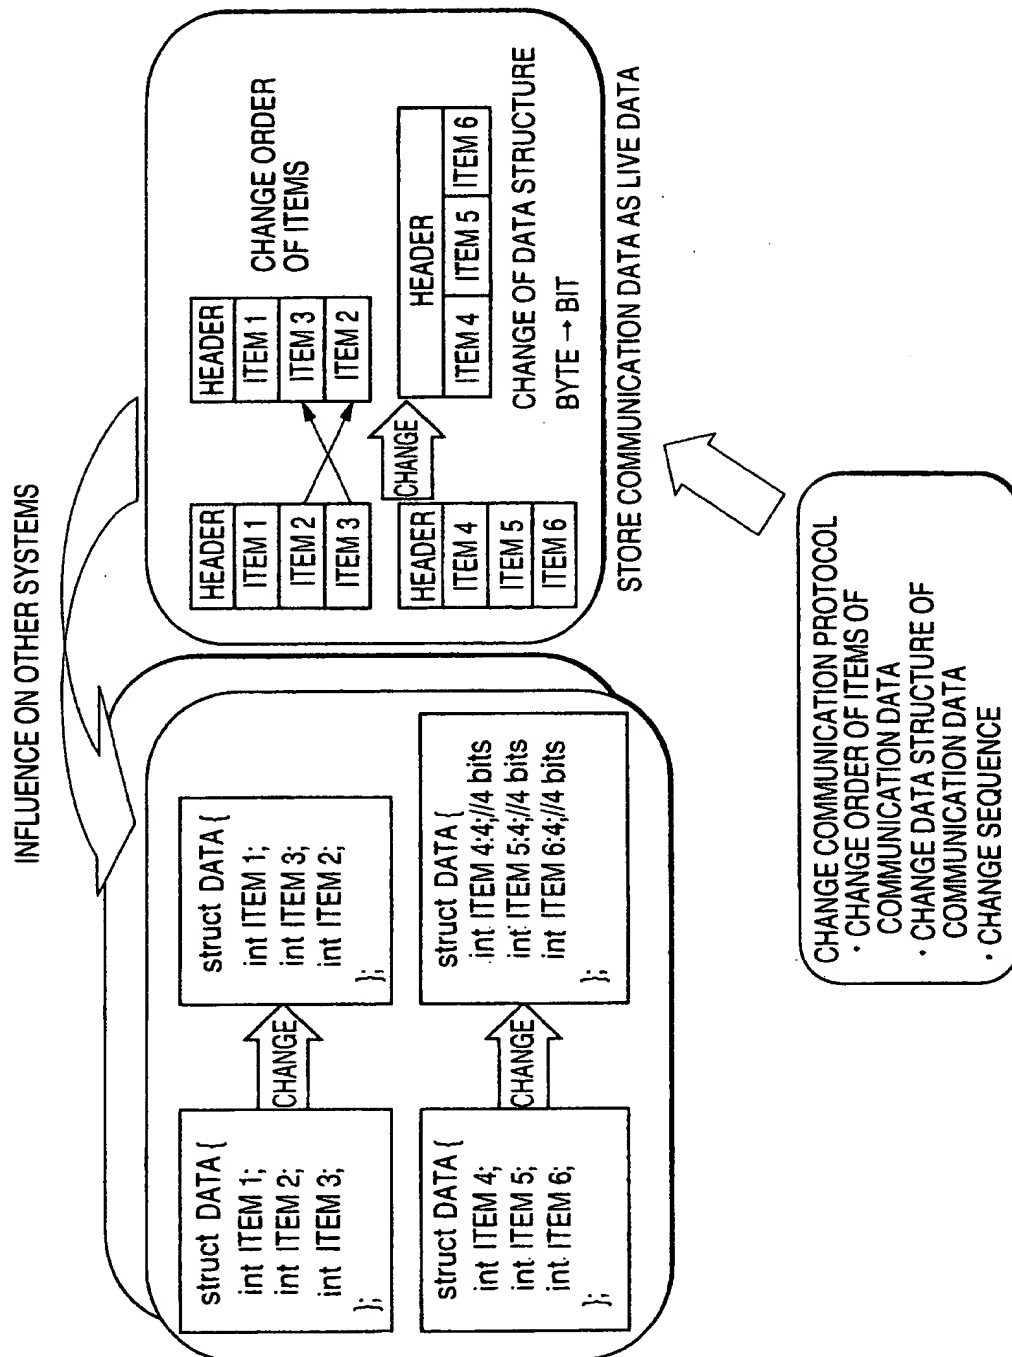 INFLUENCE ON OTHER SYSTEMS
struct DATA {
int ITEM 1;
int ITEM 2;
int ITEM 3;
};
CHANGE
struct DATA {
int ITEM 1;
int ITEM 3;
int ITEM 2;
};
struct DATA {
int ITEM 4;
int ITEM 5;
int ITEM 6;
};
CHANGE
struct DATA {
int ITEM 4:4;//4 bits
int ITEM 5:4;//4 bits
int ITEM 6:4;//4 bits
};
HEADER
ITEM 1
ITEM 2
ITEM 3
HEADER
ITEM 1
ITEM 3
ITEM 2
CHANGE ORDER
OF ITEMS
HEADER
ITEM 4
ITEM 5
ITEM 6
CHANGE
HEADER
ITEM 4 ITEM 5 ITEM 6
CHANGE OF DATA STRUCTURE
BYTE → BIT
STORE COMMUNICATION DATA AS LIVE DATA
CHANGE COMMUNICATION PROTOCOL
· CHANGE ORDER OF ITEMS OF
COMMUNICATION DATA
· CHANGE DATA STRUCTURE OF
COMMUNICATION DATA
· CHANGE SEQUENCE